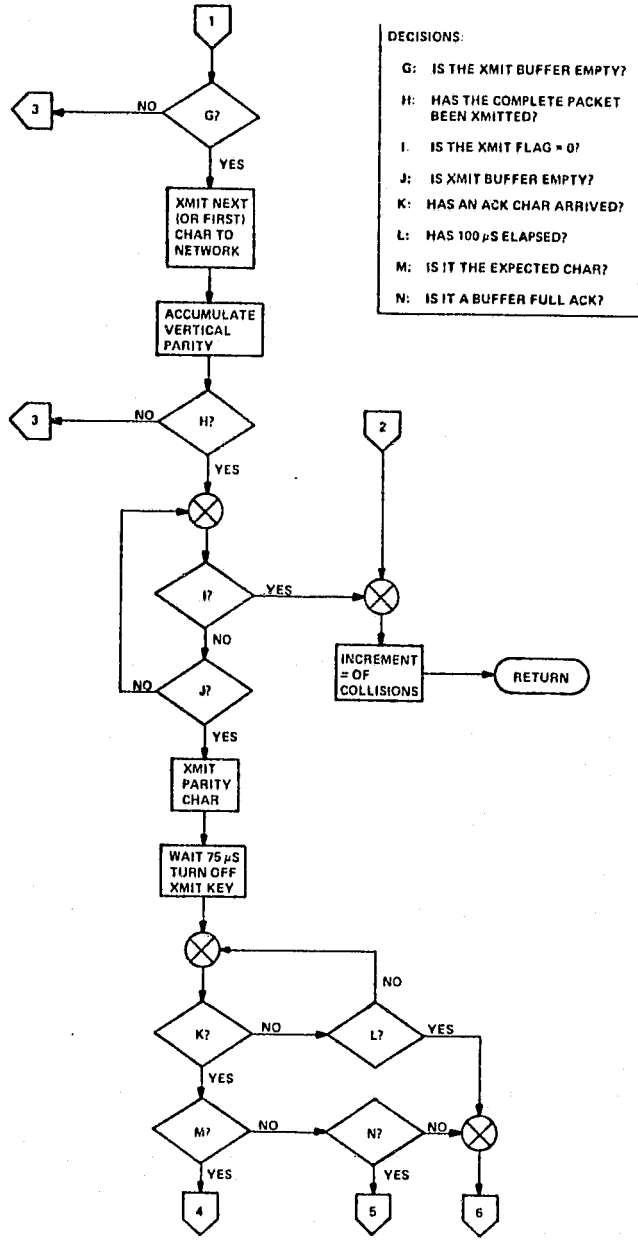 1
DECISIONS:
G: IS THE XMIT BUFFER EMPTY?
H: HAS THE COMPLETE PACKET
BEEN XMITTED?
I. IS THE XMIT FLAG = 0?
J: IS XMIT BUFFER EMPTY?
K: HAS AN ACK CHAR ARRIVED?
L: HAS 100 µS ELAPSED?
M: IS IT THE EXPECTED CHAR?
N: IS IT A BUFFER FULL ACK?
3
NO
G?
YES
XMIT NEXT
(OR FIRST)
CHAR TO
NETWORK
ACCUMULATE
VERTICAL
PARITY
3
NO
H?
YES
2
I?
YES
NO
INCREMENT
= OF
COLLISIONS
RETURN
NO
J?
YES
XMIT
PARITY
CHAR
WAIT 75 µS
TURN OFF
XMIT KEY
NO
K?
NO
L?
YES
YES
M?
NO
N?
NO
YES
YES
4
5
6